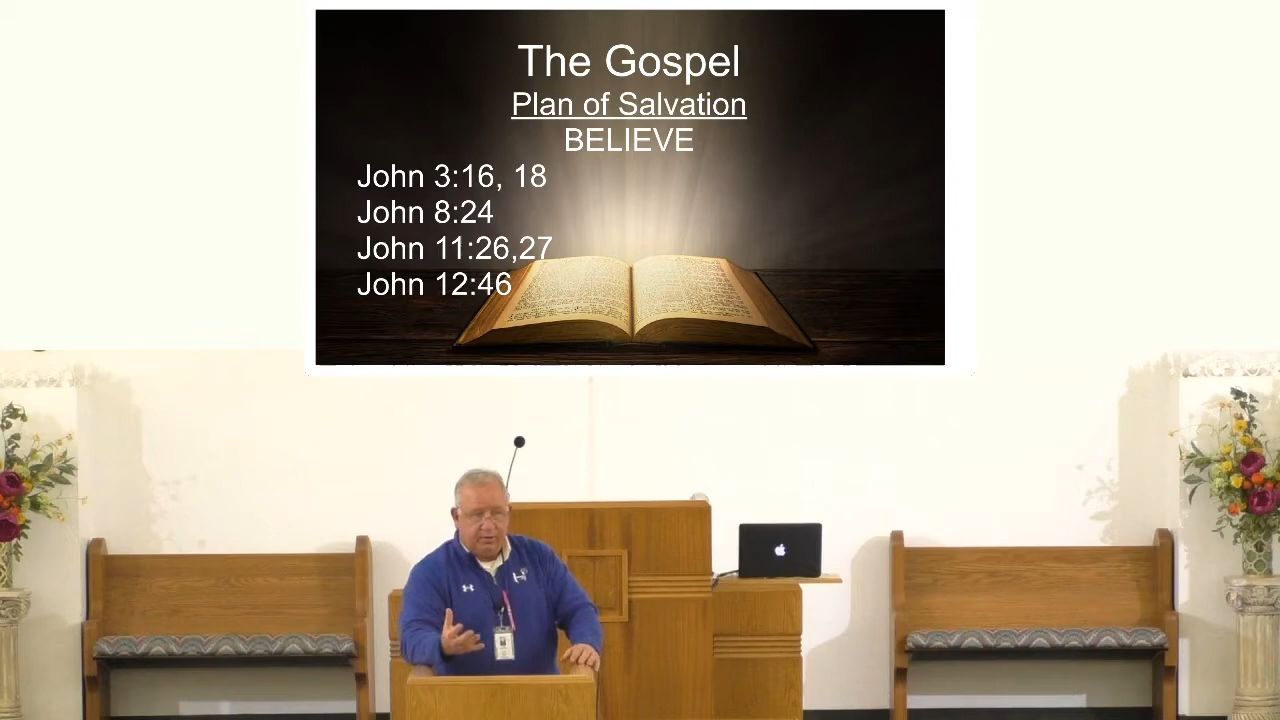 The Gospel
Plan of Salvation
BELIEVE
John 3:16, 18
John 8:24
John 11:26,27
John 12:46